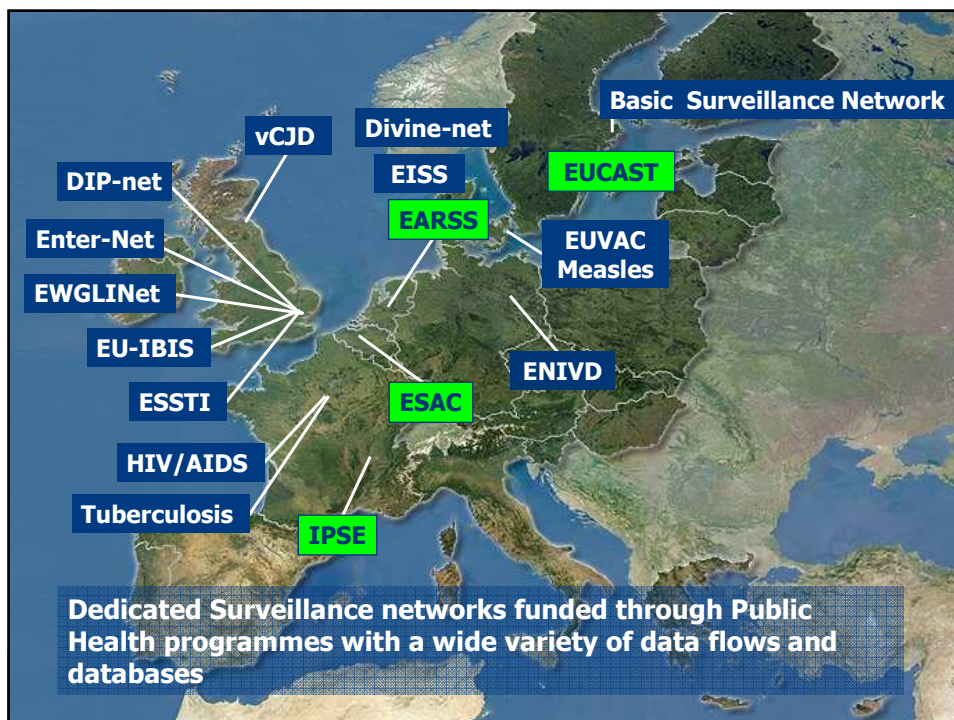 Basic Surveillance Network
vCJD
Divine-net
DIP-net
EISS
EUCAST
EARSS
Enter-Net
EUVAC
Measles
EWGLINet
EU-IBIS
ENIVD
ESSTI
ESAC
HIV/AIDS
Tuberculosis
IPSE
Dedicated Surveillance networks funded through Public
Health programmes with a wide variety of data flows and
databases